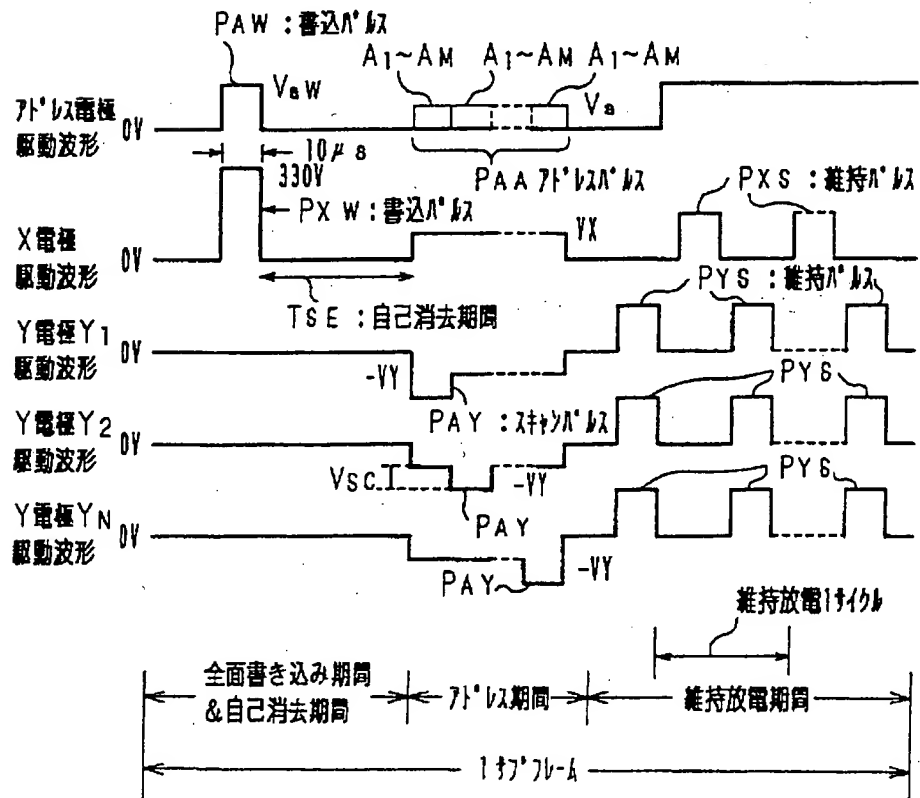 PAW：書込パルス
A1~AM A1~AM A1~AM
VaW
Va
アドレス電極
駆動波形
0V
10μs
330V
PAA アドレスパルス
PXW：書込パルス
PXS：維持パルス
VX
X電極
駆動波形
0V
TSE：自己消去期間
PYS：維持パルス
Y電極Y1
駆動波形
0V
-VY
PAY：スキャンパルス
PYS
Y電極Y2
駆動波形
0V
VSC
-VY
PAY
PYS
Y電極YN
駆動波形
0V
PAY
-VY
維持放電1サイクル
全面書き込み期間
&自己消去期間
アドレス期間
維持放電期間
1サブフレーム